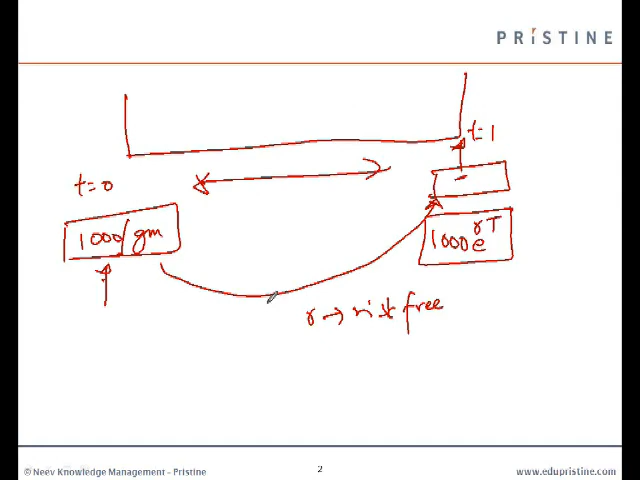 PRISTINE
t=1
t=0
1000/gm
1000e^rT
r → risk free
© Neev Knowledge Management – Pristine
2
www.edupristine.com